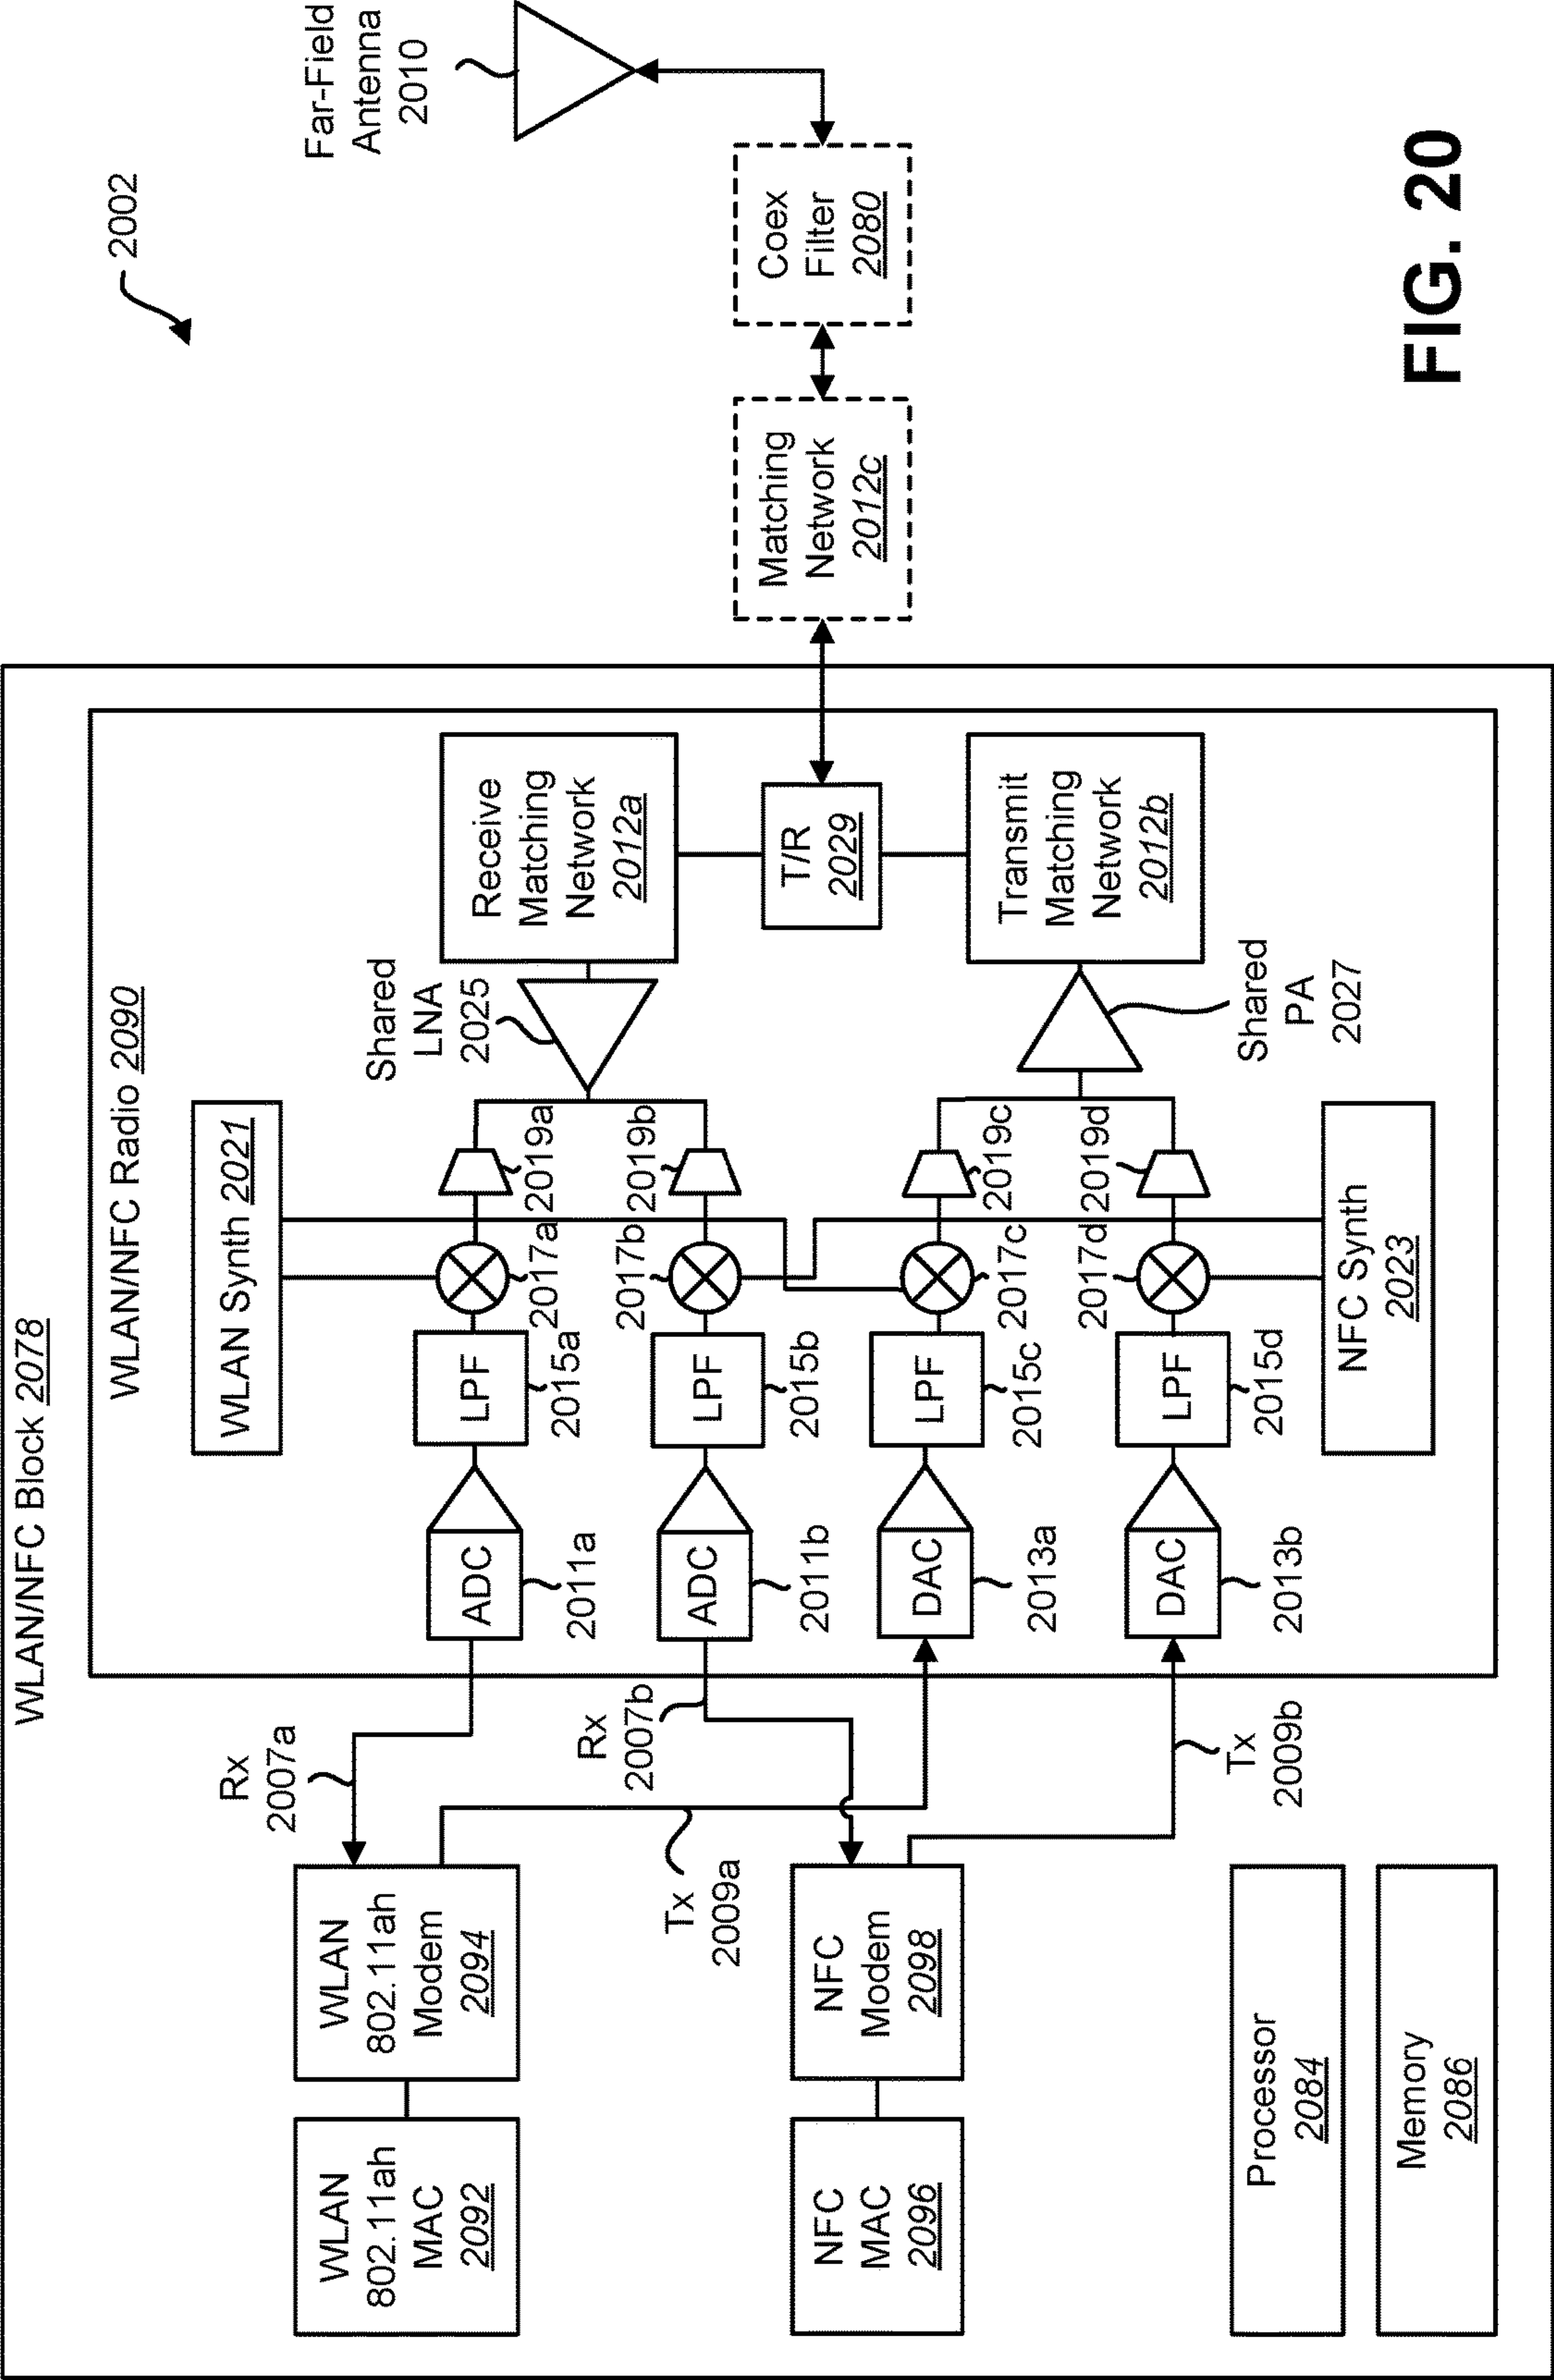 2002
WLAN/NFC Block 2078
WLAN/NFC Radio 2090
WLAN Synth 2021
Far-Field
Antenna
2010
Rx
2007a
WLAN
802.11ah
MAC
2092
WLAN
802.11ah
Modem
2094
ADC
2011a
LPF
2015a
2017a
2019a
Shared
LNA
2025
Receive
Matching
Network
2012a
Rx
2007b
ADC
2011b
LPF
2015b
2017b
2019b
Tx
2009a
T/R
2029
Matching
Network
2012c
Coex
Filter
2080
NFC
MAC
2096
NFC
Modem
2098
DAC
2013a
LPF
2015c
2017c
2019c
Transmit
Matching
Network
2012b
DAC
2013b
LPF
2015d
2017d
2019d
Shared
PA
2027
Tx
2009b
NFC Synth
2023
Processor
2084
Memory
2086
FIG. 20